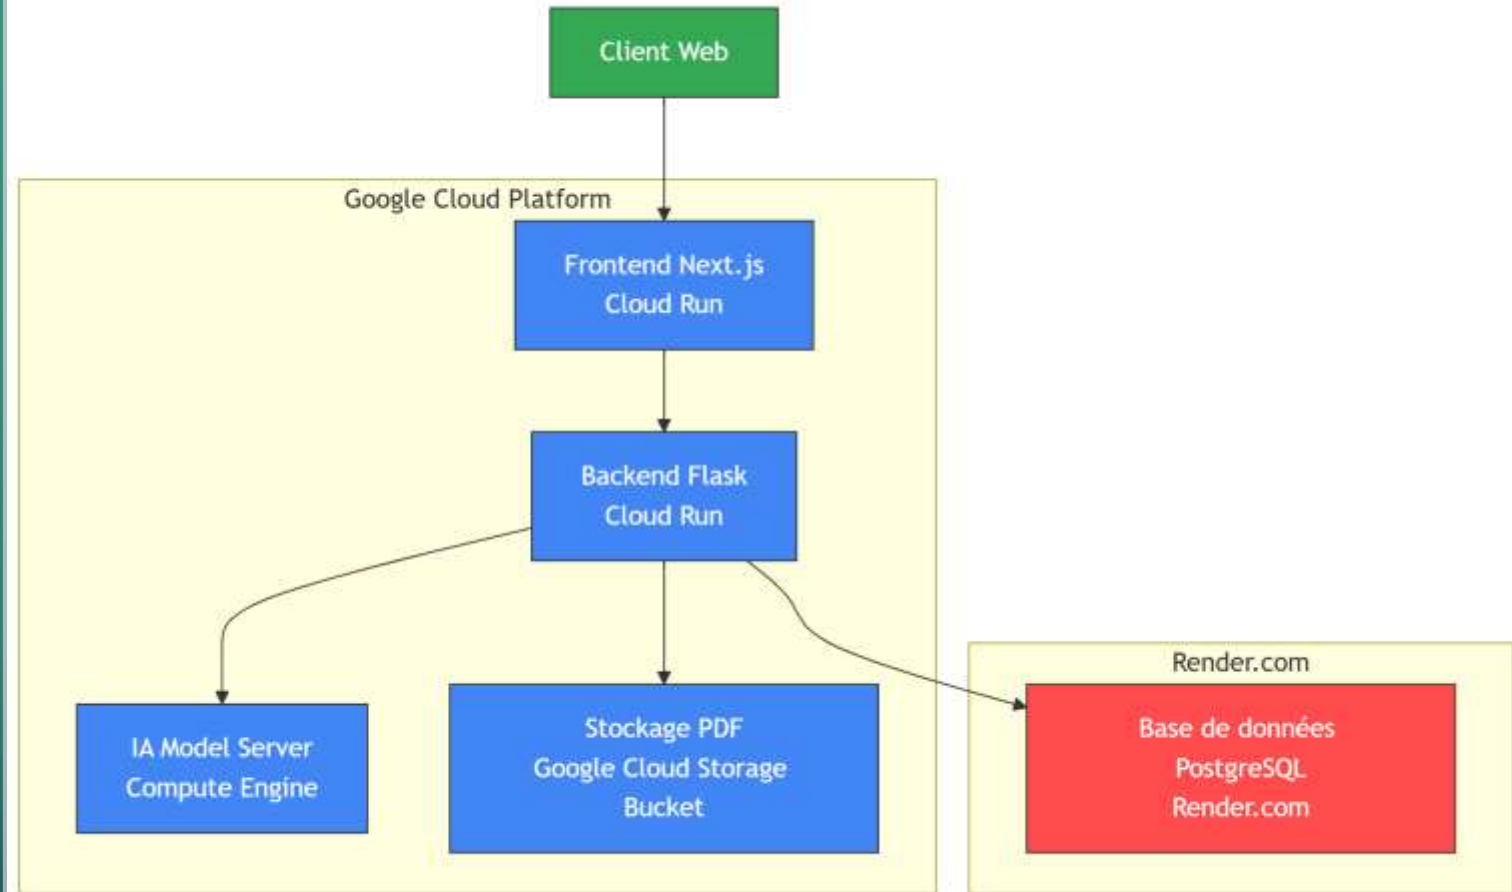 Client Web
Google Cloud Platform
Frontend Next.js
Cloud Run
Backend Flask
Cloud Run
IA Model Server
Compute Engine
Stockage PDF
Google Cloud Storage
Bucket
Render.com
Base de données
PostgreSQL
Render.com